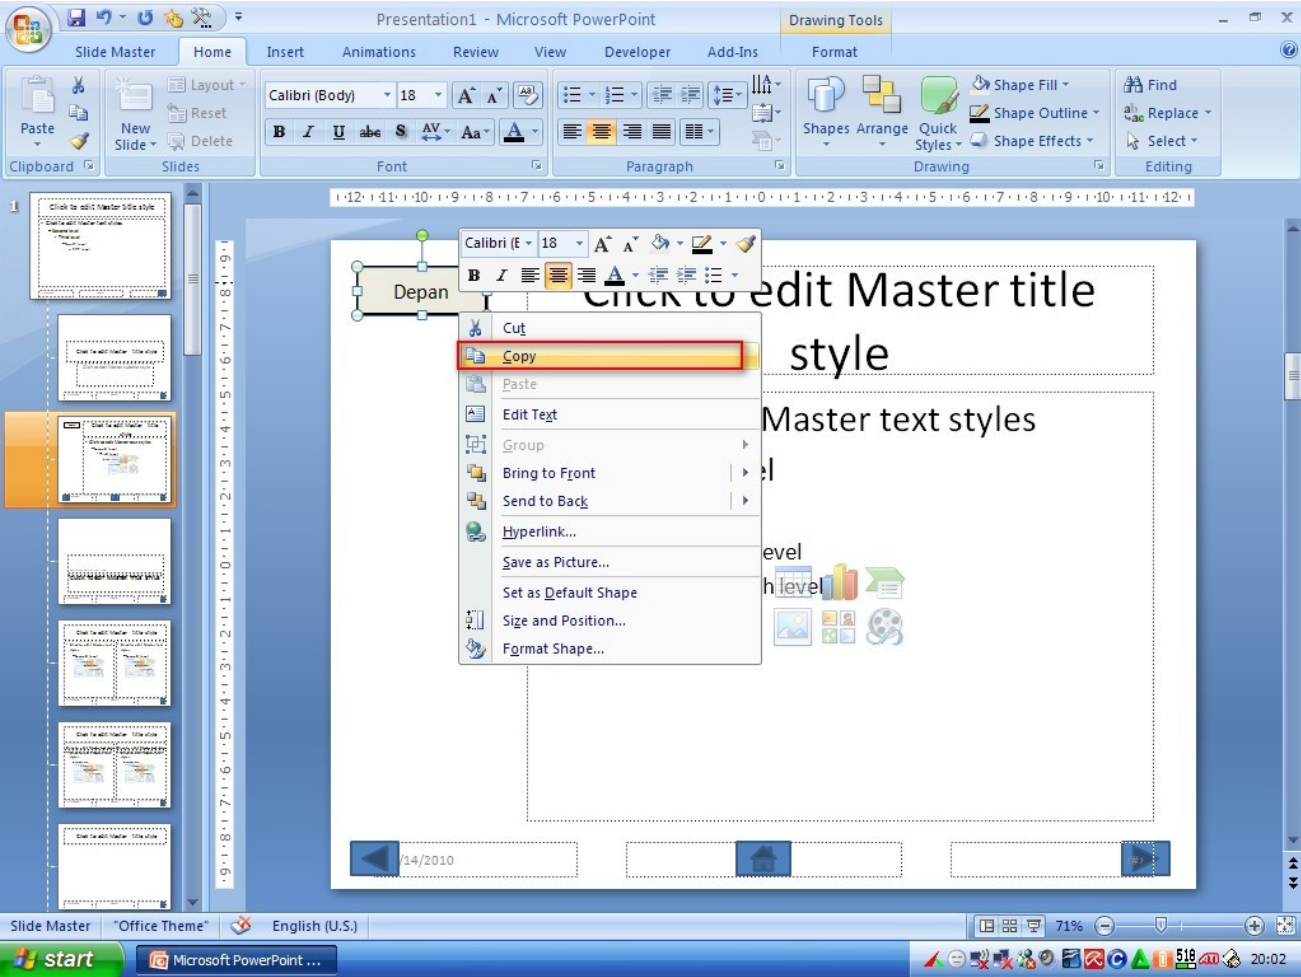 Presentation1 - Microsoft PowerPoint
Drawing Tools
Slide Master Home Insert Animations Review View Developer Add-Ins Format
Paste
New Slide
Layout
Reset
Delete
Calibri (Body) 18
B I U abc S AV Aa A
Shapes Arrange Quick Styles
Shape Fill
Shape Outline
Shape Effects
Find
Replace
Select
Clipboard Slides Font Paragraph Drawing Editing
1
Calibri (E 18
B I A
Depan
Click to edit Master title
style
Cut
Copy
Paste
Edit Text
Group
Bring to Front
Send to Back
Hyperlink...
Save as Picture...
Set as Default Shape
Size and Position...
Format Shape...
Master text styles
el
evel
h level
/14/2010
Slide Master "Office Theme" English (U.S.) 71%
start Microsoft PowerPoint ... 20:02